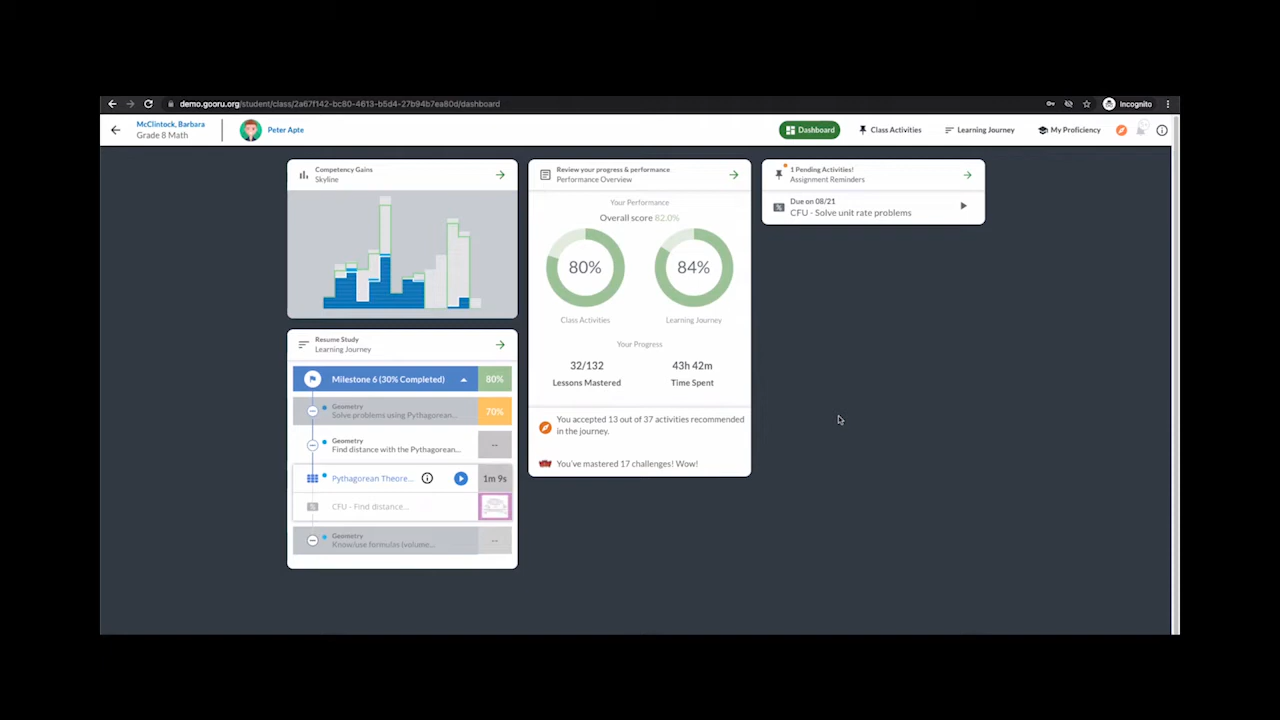 demo.gooru.org/student/class/2a67f142-bc80-4613-b5d4-27b94b7ea80d/dashboard
Incognito
McClintock, Barbara
Grade 8 Math
Peter Apte
Dashboard
Class Activities
Learning Journey
My Proficiency
Competency Gains
Skyline
Resume Study
Learning Journey
Milestone 6 (30% Completed)
80%
Geometry
Solve problems using Pythagorean...
70%
Geometry
Find distance with the Pythagorean...
--
Pythagorean Theore...
1m 9s
CFU - Find distance...
Geometry
Know/use formulas (volume...
--
Review your progress & performance
Performance Overview
Your Performance
Overall score 82.0%
80%
84%
Class Activities
Learning Journey
Your Progress
32/132
43h 42m
Lessons Mastered
Time Spent
You accepted 13 out of 37 activities recommended
in the journey.
You've mastered 17 challenges! Wow!
1 Pending Activities!
Assignment Reminders
Due on 08/21
CFU - Solve unit rate problems